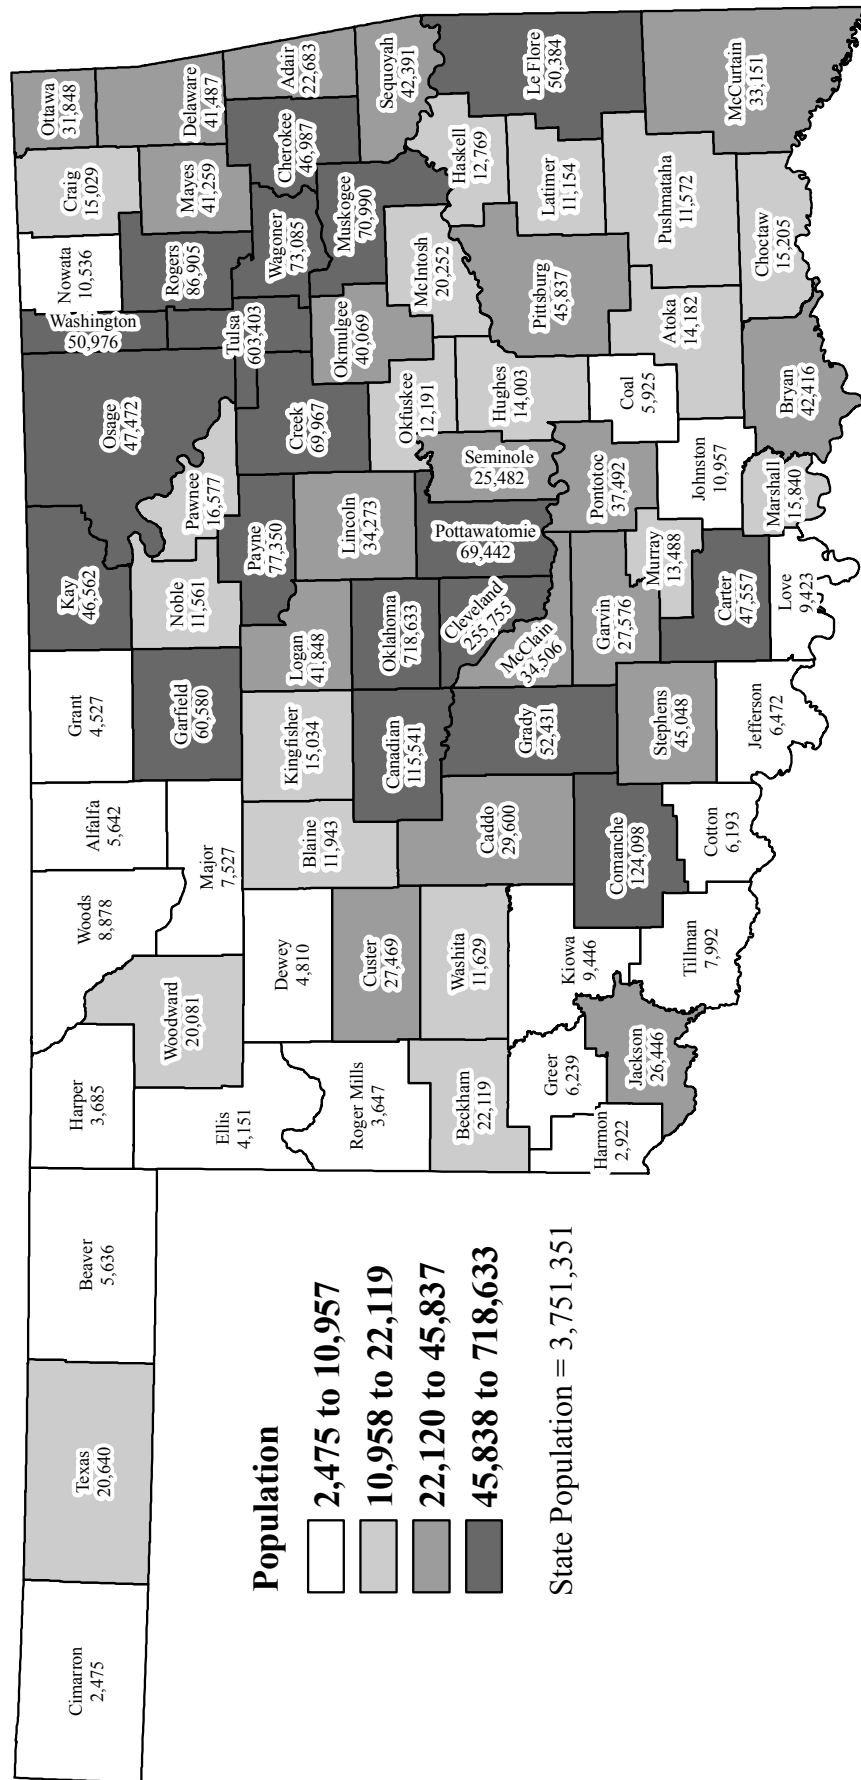 Cimarron
2,475
Texas
20,640
Beaver
5,636
Harper
3,685
Woods
8,878
Alfalfa
5,642
Grant
4,527
Kay
46,562
Osage
47,472
Washington
50,976
Nowata
10,536
Craig
15,029
Ottawa
31,848
Ellis
4,151
Woodward
20,081
Major
7,527
Garfield
60,580
Noble
11,561
Pawnee
16,577
Tulsa
603,403
Rogers
86,905
Mayes
41,259
Delaware
41,487
Roger Mills
3,647
Dewey
4,810
Blaine
11,943
Kingfisher
15,034
Logan
41,848
Payne
77,350
Creek
69,967
Wagoner
73,085
Cherokee
46,987
Adair
22,683
Custer
27,469
Canadian
115,541
Oklahoma
718,633
Lincoln
34,273
Okfuskee
12,191
Okmulgee
40,069
Muskogee
70,990
Sequoyah
42,391
Beckham
22,119
Washita
11,629
Caddo
29,600
Grady
52,431
Cleveland
255,755
McClain
34,506
Pottawatomie
69,442
Seminole
25,482
Hughes
14,003
McIntosh
20,252
Haskell
12,769
Harmon
2,922
Greer
6,239
Kiowa
9,446
Comanche
124,098
Stephens
45,048
Garvin
27,576
Murray
13,488
Pontotoc
37,492
Coal
5,925
Pittsburg
45,837
Latimer
11,154
Le Flore
50,384
Jackson
26,446
Tillman
7,992
Cotton
6,193
Jefferson
6,472
Carter
47,557
Johnston
10,957
Atoka
14,182
Pushmataha
11,572
McCurtain
33,151
Love
9,423
Marshall
15,840
Bryan
42,416
Choctaw
15,205
Population
2,475 to 10,957
10,958 to 22,119
22,120 to 45,837
45,838 to 718,633
State Population = 3,751,351